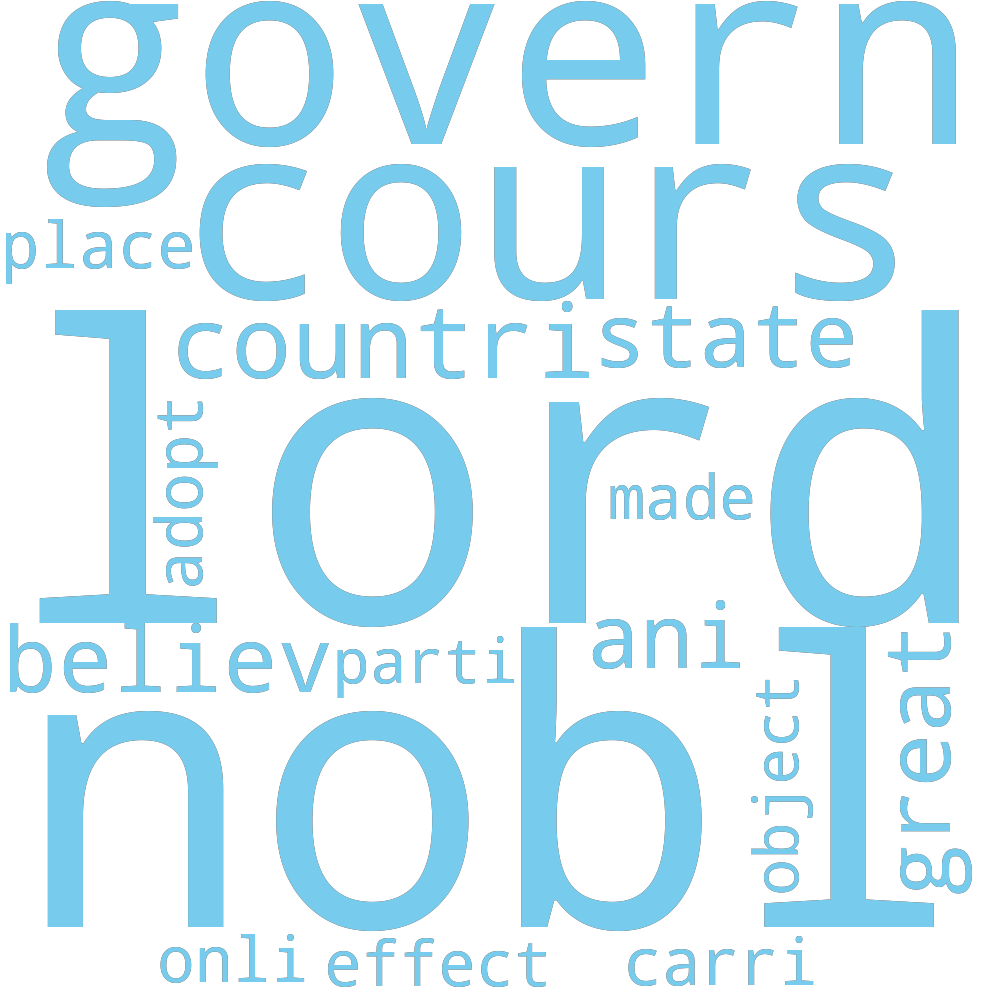 govern
cours
place
countri state
lord
adopt
made
believ parti ani
nobl
object
great
onli effect carri